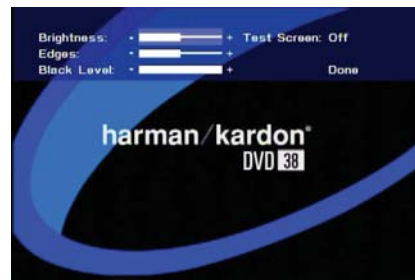 Brightness: - + Test Screen: Off
Edges: - +
Black Level: - + Done
harman/kardon®
DVD 38